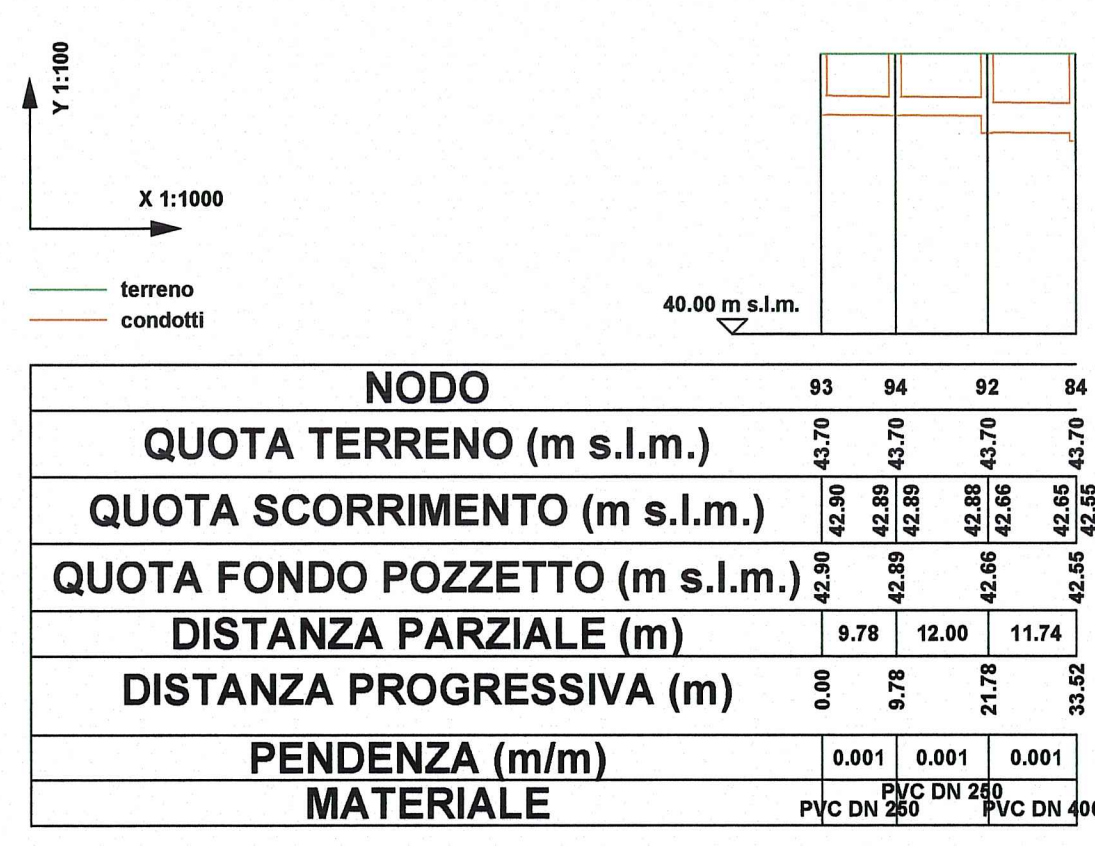 Y 1:100
X 1:1000
terreno
condotti
40.00 m s.l.m.
NODO 93 94 92 84
QUOTA TERRENO (m s.l.m.) 43.70 43.70 43.70 43.70
QUOTA SCORRIMENTO (m s.l.m.) 42.90 42.89 42.89 42.88 42.66 42.65 42.55
QUOTA FONDO POZZETTO (m s.l.m.) 42.90 42.89 42.66 42.55
DISTANZA PARZIALE (m) 9.78 12.00 11.74
DISTANZA PROGRESSIVA (m) 0.00 9.78 21.78 33.52
PENDENZA (m/m) 0.001 0.001 0.001
MATERIALE PVC DN 250 PVC DN 250 PVC DN 400